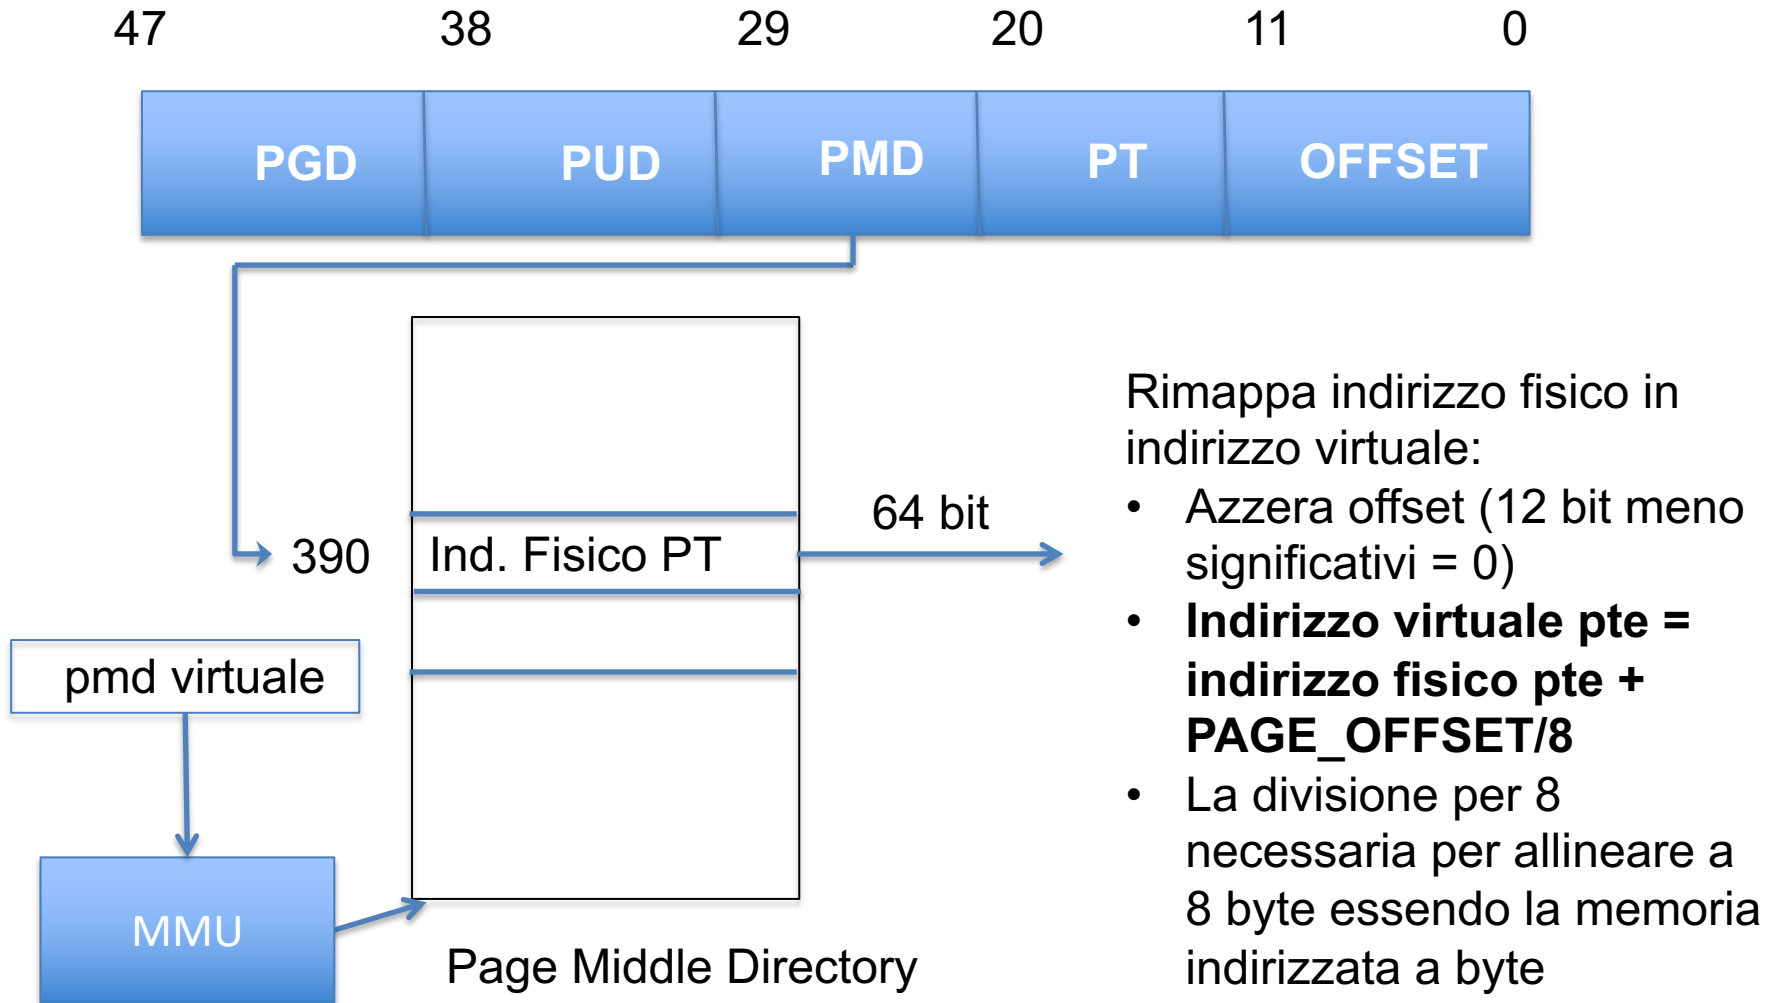 47 38 29 20 11 0
PGD PUD PMD PT OFFSET
390
Ind. Fisico PT
64 bit
pmd virtuale
MMU
Page Middle Directory
Rimappa indirizzo fisico in
indirizzo virtuale:
• Azzera offset (12 bit meno
significativi = 0)
• Indirizzo virtuale pte =
indirizzo fisico pte +
PAGE_OFFSET/8
• La divisione per 8
necessaria per allineare a
8 byte essendo la memoria
indirizzata a byte